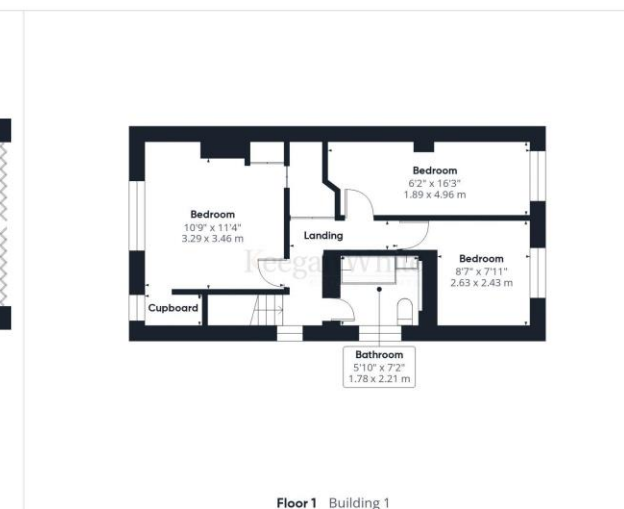 Bedroom
6'2" x 16'3"
1.89 x 4.96 m
Bedroom
10'9" x 11'4"
3.29 x 3.46 m
Landing
Keegan White
Bedroom
8'7" x 7'11"
2.63 x 2.43 m
Cupboard
Bathroom
5'10" x 7'2"
1.78 x 2.21 m
Floor 1 Building 1